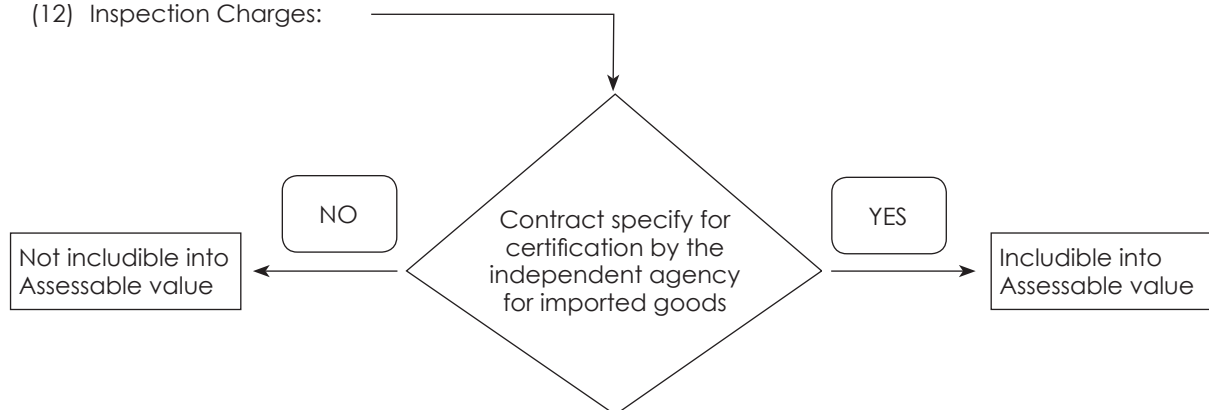 (12) Inspection Charges:
NO
YES
Contract specify for
certification by the
independent agency
for imported goods
Not includible into
Assessable value
Includible into
Assessable value